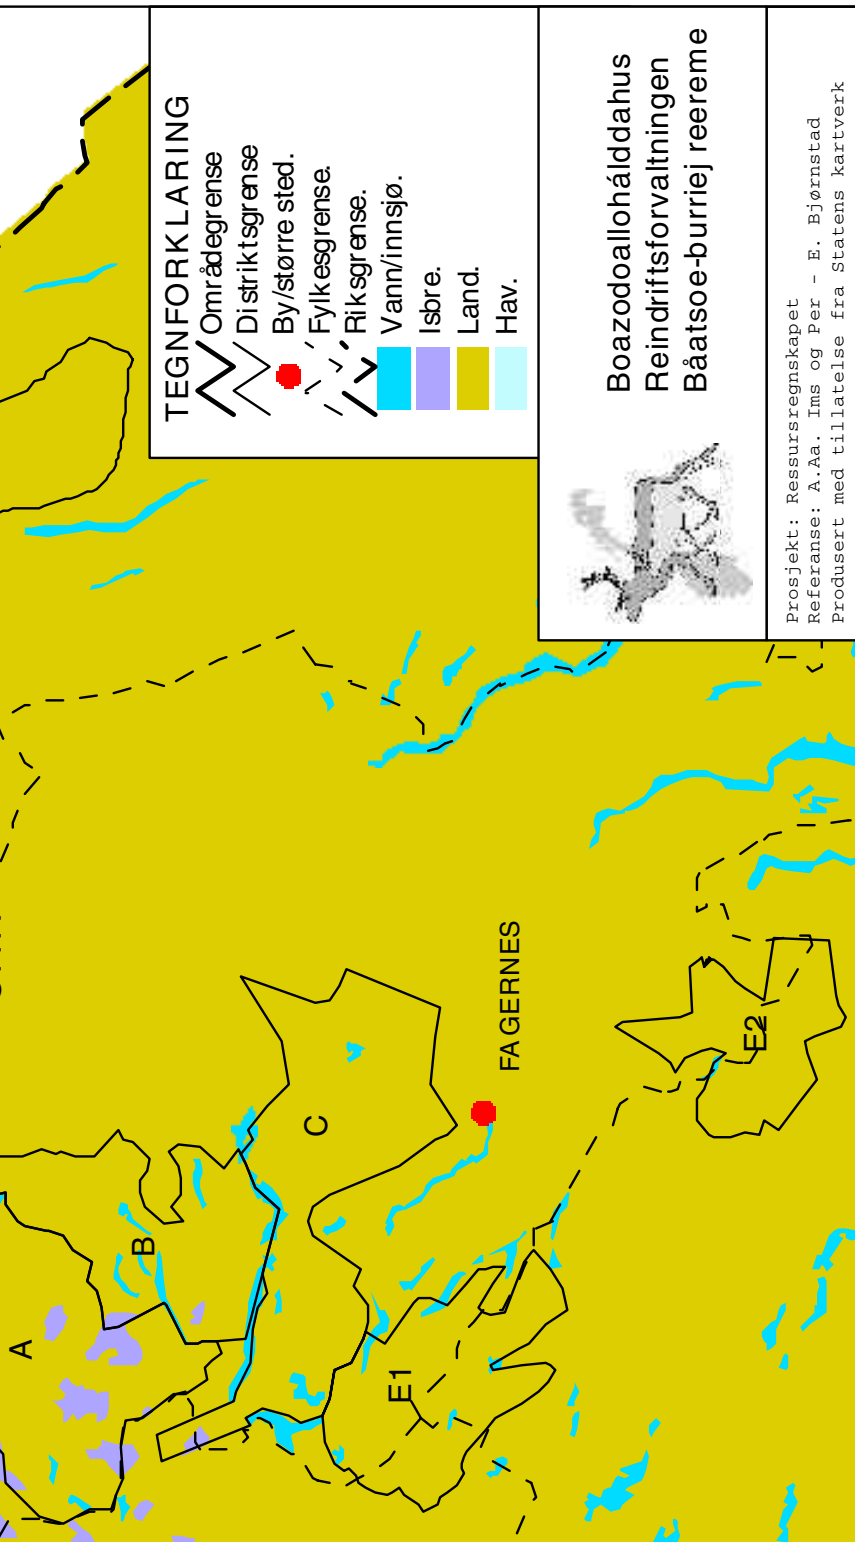 TEGNFORKLARING
Områdegrense
Distriktsgrense
By/større sted.
Fylkesgrense.
Riksgrense.
Vann/innsjø.
Isbre.
Land.
Hav.
Boazodoallohálddahus
Reindriftsforvaltningen
Båatsoe-burriej reereme
Prosjekt: Ressursregnskapet
Referanse: A.Aa. Ims og Per - E. Bjørnstad
Produsert med tillatelse fra Statens kartverk
A
B
C
E1
FAGERNES
E2